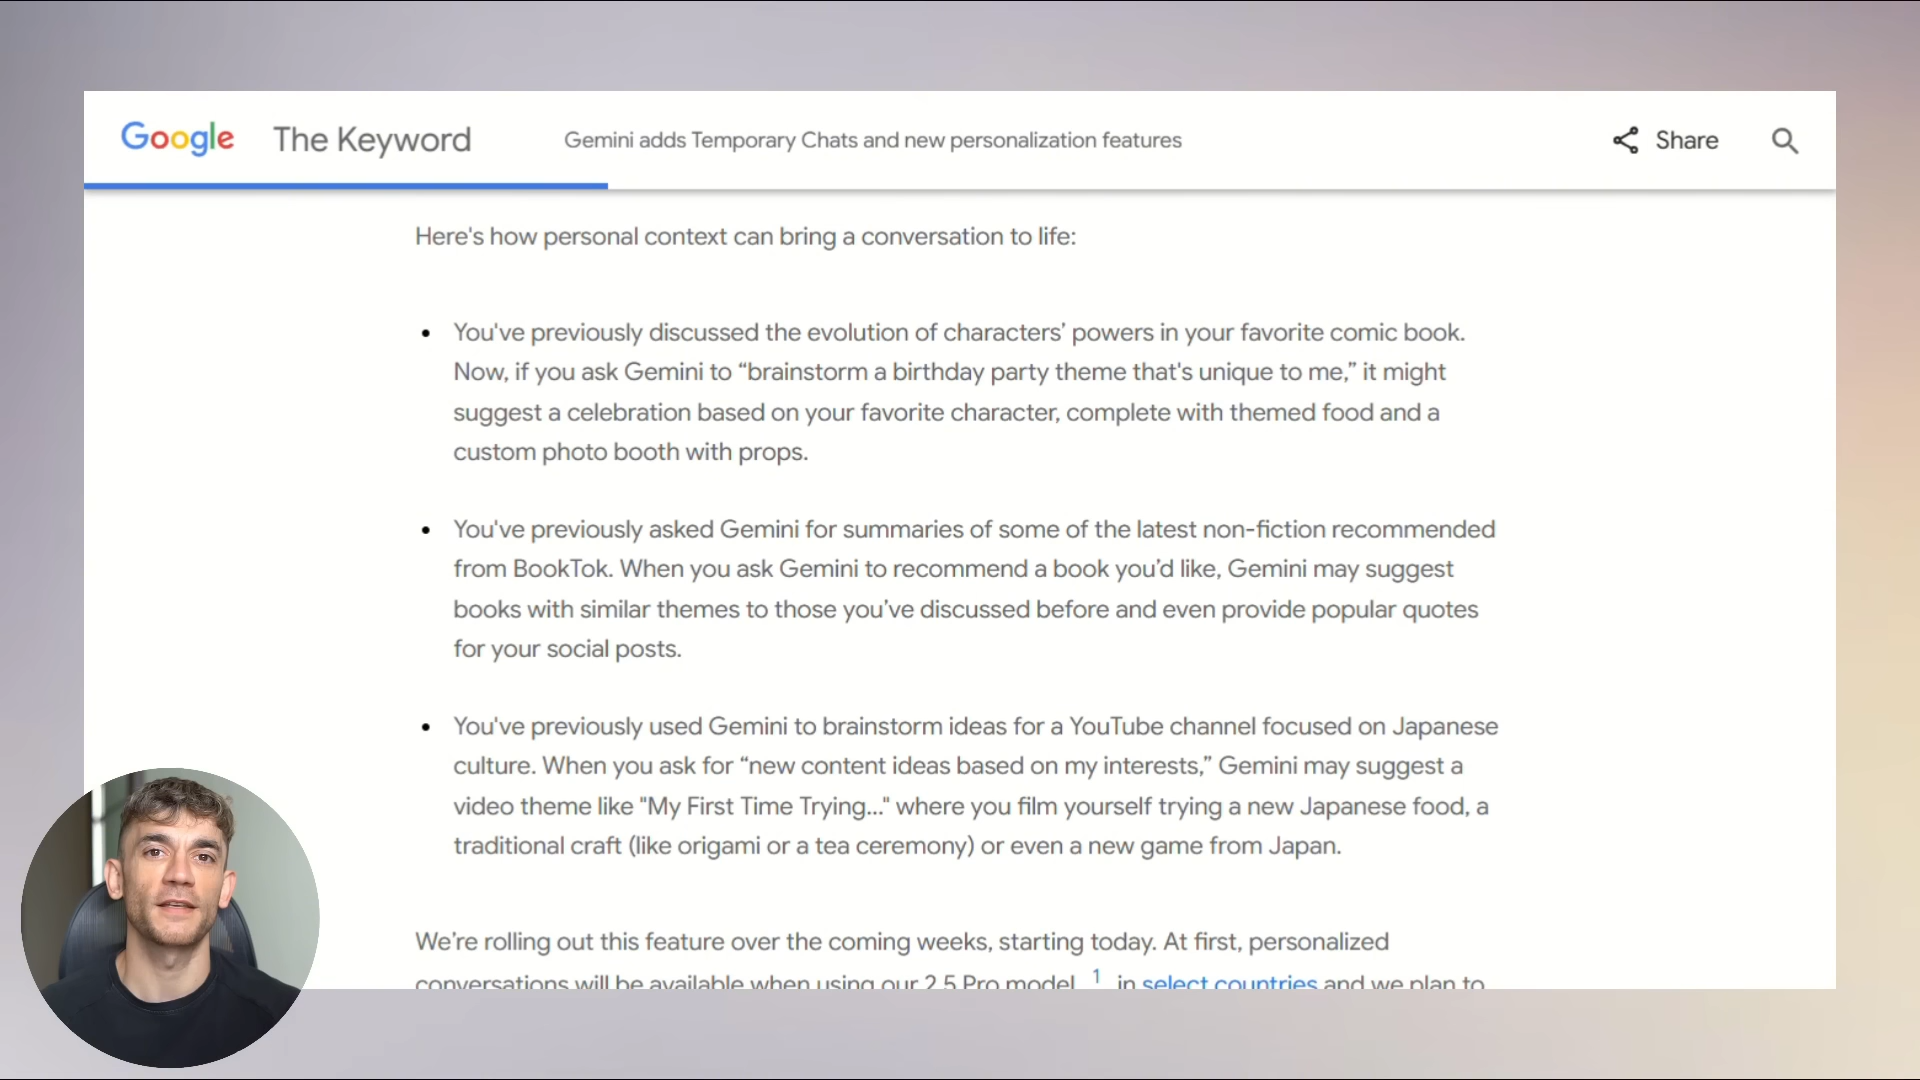 Google The Keyword Gemini adds Temporary Chats and new personalization features Share
Here's how personal context can bring a conversation to life:
• You've previously discussed the evolution of characters’ powers in your favorite comic book.
Now, if you ask Gemini to “brainstorm a birthday party theme that's unique to me,” it might
suggest a celebration based on your favorite character, complete with themed food and a
custom photo booth with props.
• You've previously asked Gemini for summaries of some of the latest non-fiction recommended
from BookTok. When you ask Gemini to recommend a book you’d like, Gemini may suggest
books with similar themes to those you’ve discussed before and even provide popular quotes
for your social posts.
• You've previously used Gemini to brainstorm ideas for a YouTube channel focused on Japanese
culture. When you ask for “new content ideas based on my interests,” Gemini may suggest a
video theme like "My First Time Trying..." where you film yourself trying a new Japanese food, a
traditional craft (like origami or a tea ceremony) or even a new game from Japan.
We’re rolling out this feature over the coming weeks, starting today. At first, personalized
conversations will be available when using our 2.5 Pro model 1 in select countries and we plan to